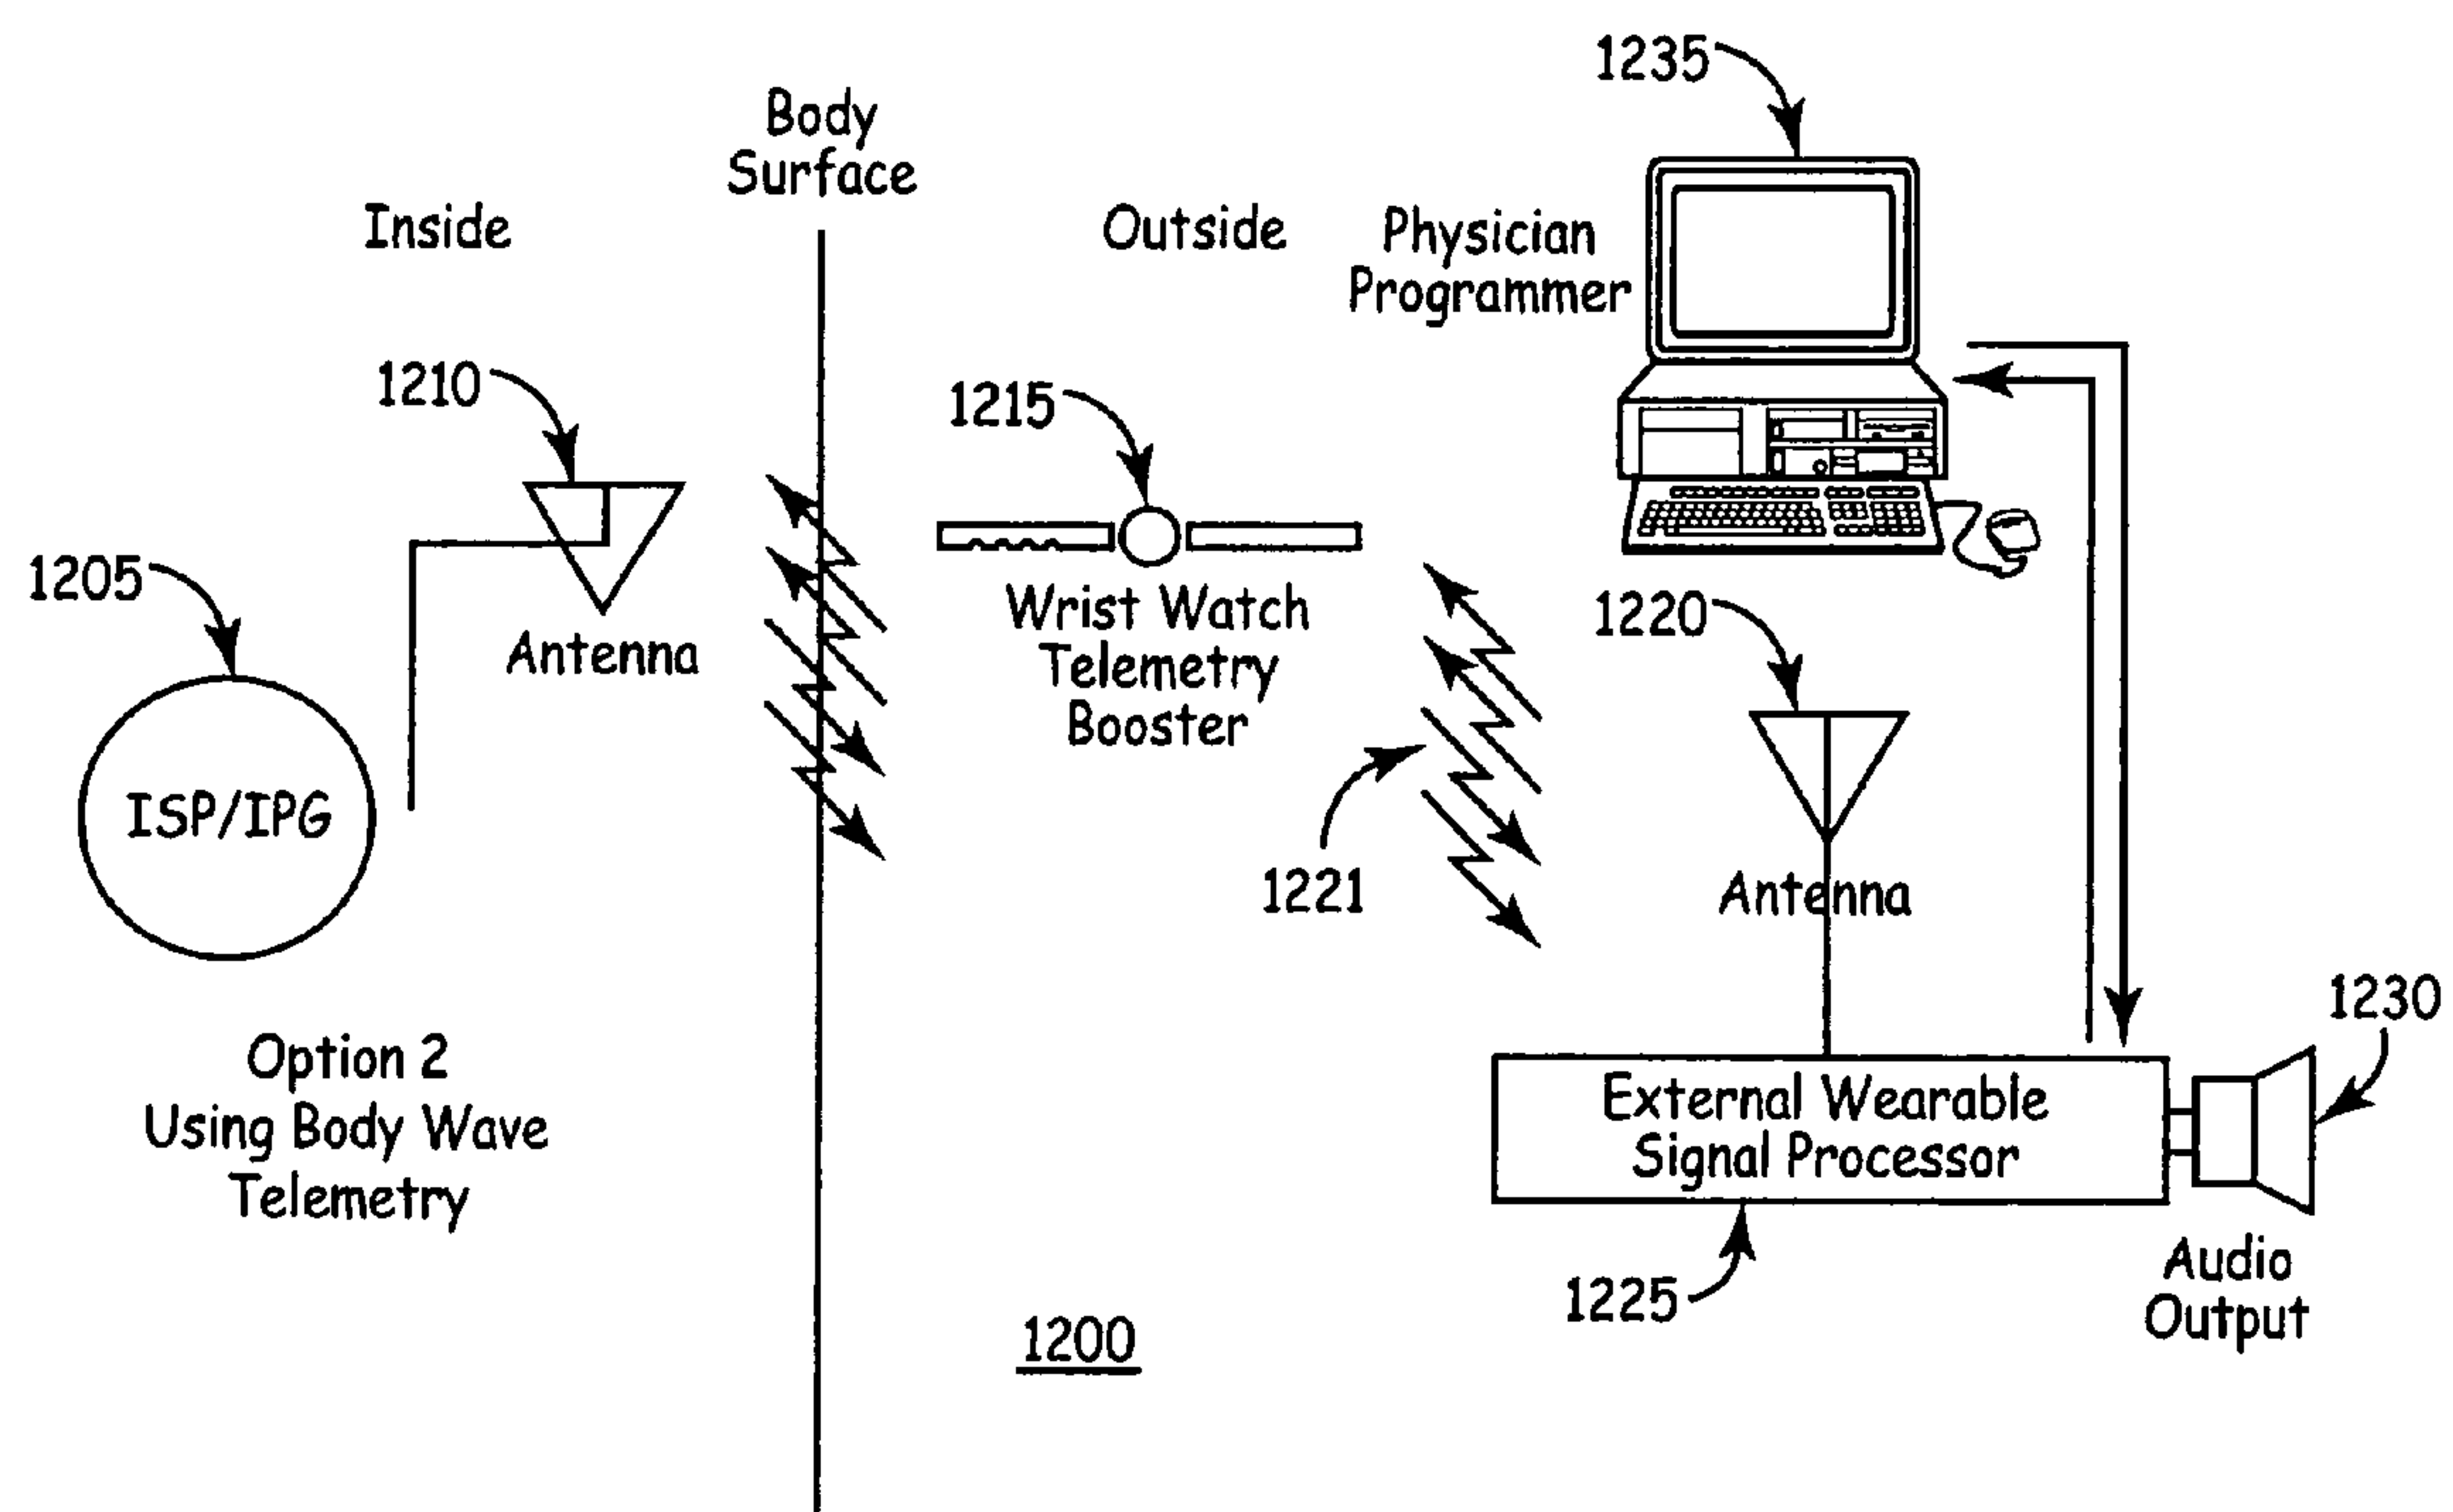 1235
Body
Surface
Inside
Outside
Physician
Programmer
1210
1215
1205
Antenna
Wrist Watch
Telemetry
Booster
1220
1221
Antenna
ISP/IPG
Option 2
Using Body Wave
Telemetry
1230
External Wearable
Signal Processor
1225
Audio
Output
1200